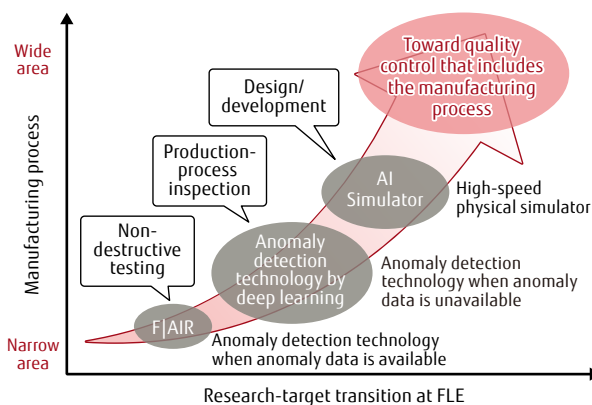 Wide
area
Manufacturing process
Narrow
area
Toward quality
control that includes
the manufacturing
process
Design/
development
Production-
process
inspection
Non-
destructive
testing
AI
Simulator
High-speed
physical simulator
Anomaly
detection
technology by
deep learning
Anomaly detection
technology when anomaly
data is unavailable
F|AIR
Anomaly detection technology
when anomaly data is available
Research-target transition at FLE